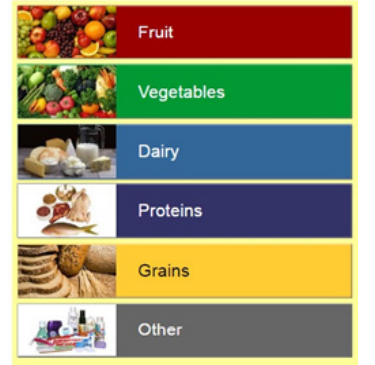 Fruit
Vegetables
Dairy
Proteins
Grains
Other